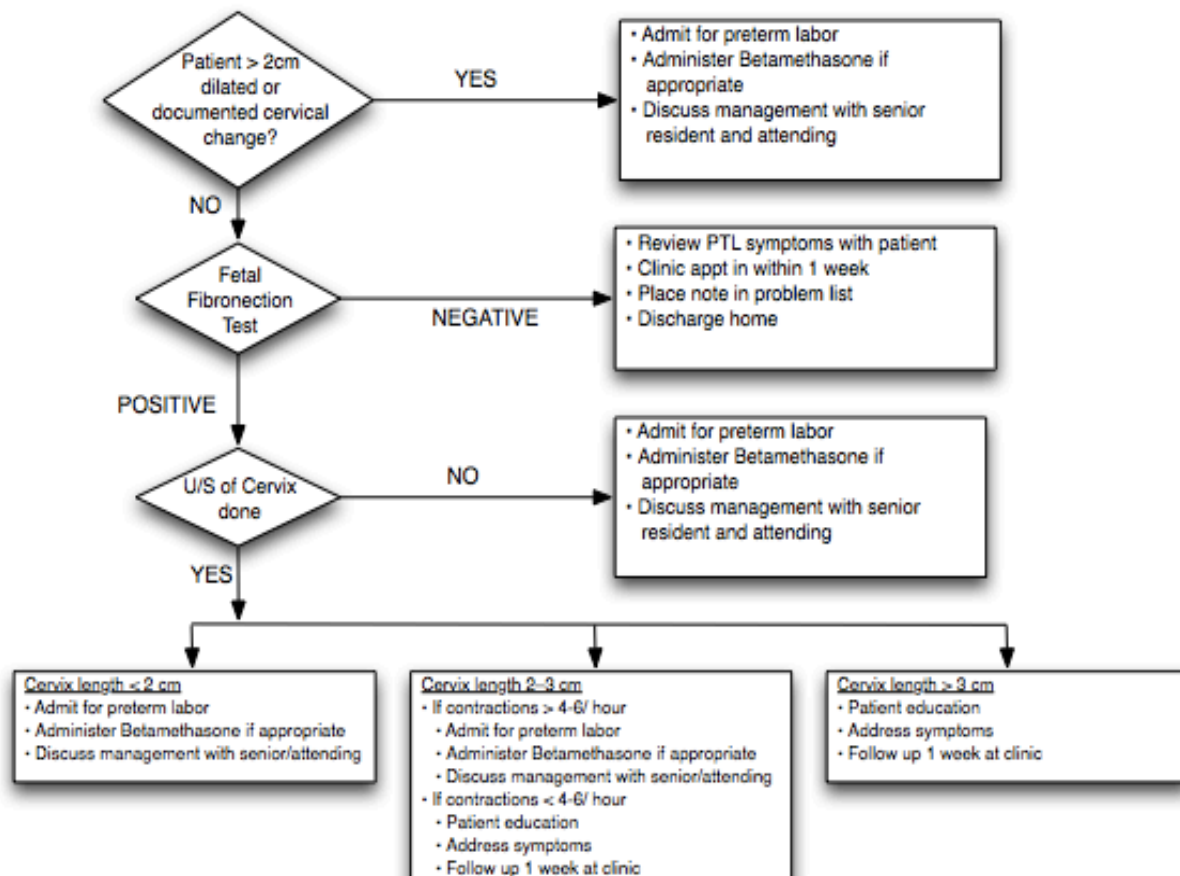 Patient > 2cm
dilated or
documented cervical
change?
YES
• Admit for preterm labor
• Administer Betamethasone if
appropriate
• Discuss management with senior
resident and attending
NO
Fetal
Fibronection
Test
NEGATIVE
• Review PTL symptoms with patient
• Clinic appt in within 1 week
• Place note in problem list
• Discharge home
POSITIVE
U/S of Cervix
done
NO
• Admit for preterm labor
• Administer Betamethasone if
appropriate
• Discuss management with senior
resident and attending
YES
Cervix length < 2 cm
• Admit for preterm labor
• Administer Betamethasone if appropriate
• Discuss management with senior/attending
Cervix length 2–3 cm
• If contractions > 4-6/ hour
• Admit for preterm labor
• Administer Betamethasone if appropriate
• Discuss management with senior/attending
• If contractions < 4-6/ hour
• Patient education
• Address symptoms
• Follow up 1 week at clinic
Cervix length > 3 cm
• Patient education
• Address symptoms
• Follow up 1 week at clinic